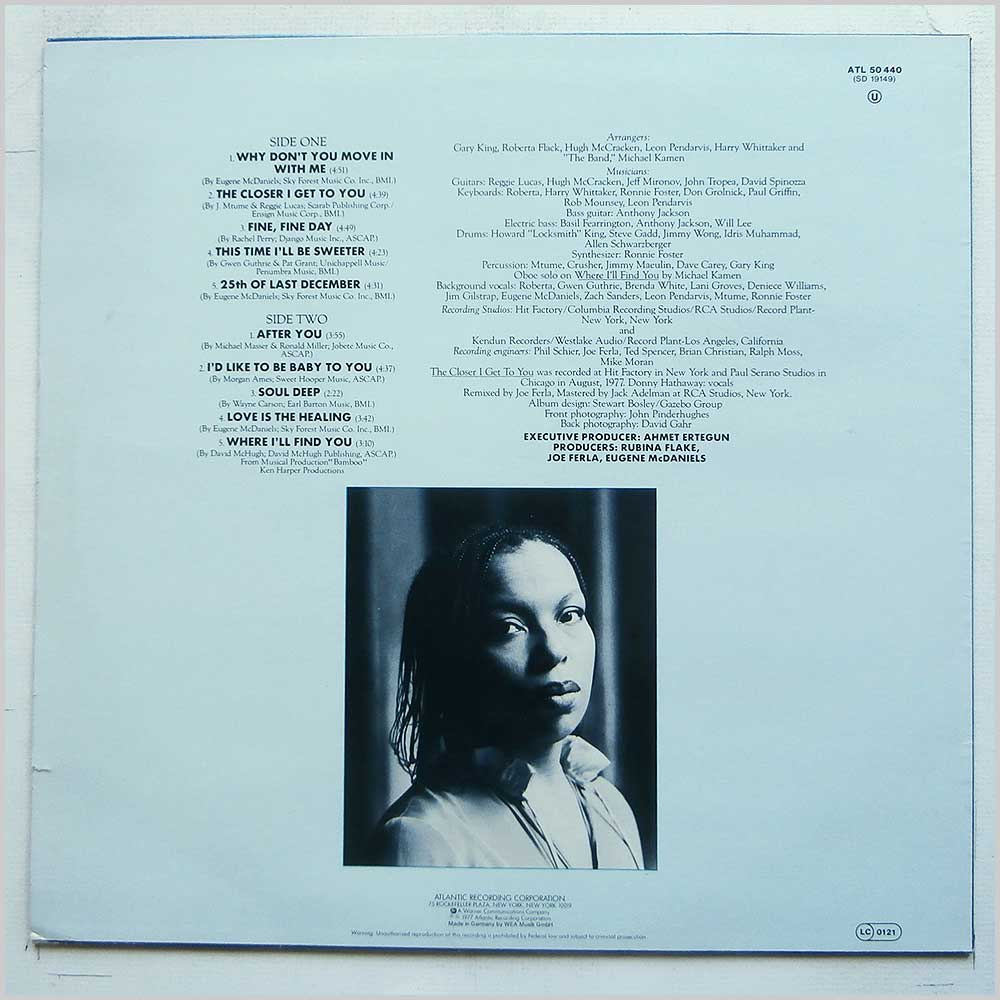 ATL 50 440
(SD 19149)
U
SIDE ONE
1. WHY DON'T YOU MOVE IN
WITH ME (4:51)
(By Eugene McDaniels; Sky Forest Music Co. Inc., BMI.)
2. THE CLOSER I GET TO YOU (4:39)
(By J. Mtume & Reggie Lucas; Scarab Publishing Corp./
Ensign Music Corp., BMI.)
3. FINE, FINE DAY (4:49)
(By Rachel Perry; Django Music Inc., ASCAP.)
4. THIS TIME I'LL BE SWEETER (4:23)
(By Gwen Guthrie & Pat Grant; Unichappell Music/
Penumbra Music, BMI.)
5. 25th OF LAST DECEMBER (4:31)
(By Eugene McDaniels; Sky Forest Music Co. Inc., BMI.)
SIDE TWO
1. AFTER YOU (3:55)
(By Michael Masser & Ronald Miller; Jobete Music Co.,
ASCAP.)
2. I'D LIKE TO BE BABY TO YOU (4:37)
(By Morgan Ames; Sweet Hooper Music, ASCAP.)
3. SOUL DEEP (2:22)
(By Wayne Carson; Earl Barton Music, BMI.)
4. LOVE IS THE HEALING (3:42)
(By Eugene McDaniels; Sky Forest Music Co. Inc., BMI.)
5. WHERE I'LL FIND YOU (3:10)
(By David McHugh; David McHugh Publishing, ASCAP.)
From Musical Production "Bamboo"
Ken Harper Productions
Arrangers:
Gary King, Roberta Flack, Hugh McCracken, Leon Pendarvis, Harry Whittaker and
"The Band," Michael Kamen
Musicians:
Guitars: Reggie Lucas, Hugh McCracken, Jeff Mironov, John Tropea, David Spinozza
Keyboards: Roberta, Harry Whittaker, Ronnie Foster, Don Grolnick, Paul Griffin,
Rob Mounsey, Leon Pendarvis
Bass guitar: Anthony Jackson
Electric bass: Basil Fearrington, Anthony Jackson, Will Lee
Drums: Howard "Locksmith" King, Steve Gadd, Jimmy Wong, Idris Muhammad,
Allen Schwarzberger
Synthesizer: Ronnie Foster
Percussion: Mtume, Crusher, Jimmy Maeulin, Dave Carey, Gary King
Oboe solo on Where I'll Find You by Michael Kamen
Background vocals: Roberta, Gwen Guthrie, Brenda White, Lani Groves, Deniece Williams,
Jim Gilstrap, Eugene McDaniels, Zach Sanders, Leon Pendarvis, Mtume, Ronnie Foster
Recording Studios: Hit Factory/Columbia Recording Studios/RCA Studios/Record Plant-
New York, New York
and
Kendun Recorders/Westlake Audio/Record Plant-Los Angeles, California
Recording engineers: Phil Schier, Joe Ferla, Ted Spencer, Brian Christian, Ralph Moss,
Mike Moran
The Closer I Get To You was recorded at Hit Factory in New York and Paul Serano Studios in
Chicago in August, 1977. Donny Hathaway: vocals
Remixed by Joe Ferla, Mastered by Jack Adelman at RCA Studios, New York.
Album design: Stewart Bosley/Gazebo Group
Front photography: John Pinderhughes
Back photography: David Gahr
EXECUTIVE PRODUCER: AHMET ERTEGUN
PRODUCERS: RUBINA FLAKE,
JOE FERLA, EUGENE McDANIELS
ATLANTIC RECORDING CORPORATION
75 ROCKEFELLER PLAZA, NEW YORK, NEW YORK 10019
A Warner Communications Company
℗ © 1977 Atlantic Recording Corporation
Made in Germany by WEA Musik GmbH
Warning: Unauthorized reproduction of this recording is prohibited by Federal law and subject to criminal prosecution.
LC 0121